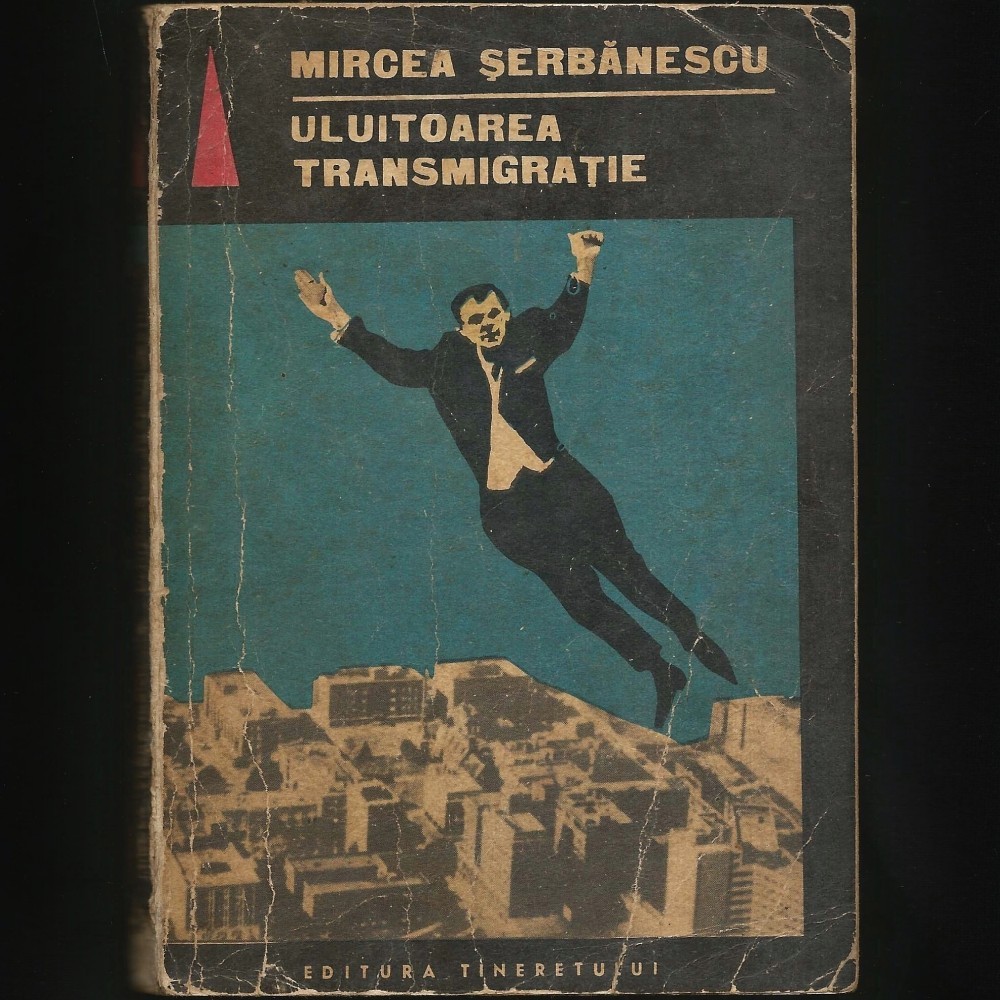 MIRCEA ŞERBĂNESCU
ULUITOAREA
TRANSMIGRAŢIE
EDITURA TINERETULUI